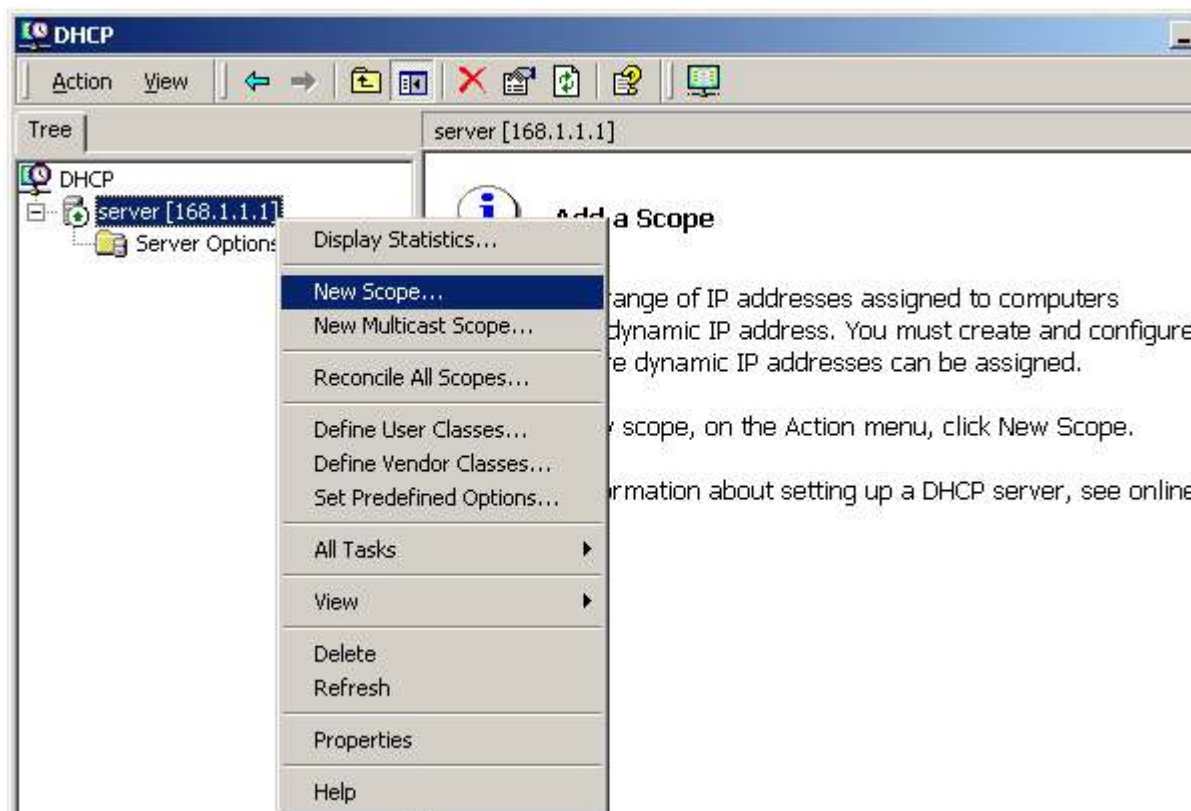 DHCP
Action View
Tree
server [168.1.1.1]
DHCP
server [168.1.1.1]
Server Options
Display Statistics...
New Scope...
New Multicast Scope...
Reconcile All Scopes...
Define User Classes...
Define Vendor Classes...
Set Predefined Options...
All Tasks
View
Delete
Refresh
Properties
Help
Add a Scope
range of IP addresses assigned to computers
dynamic IP address. You must create and configure
dynamic IP addresses can be assigned.
scope, on the Action menu, click New Scope.
about setting up a DHCP server, see online